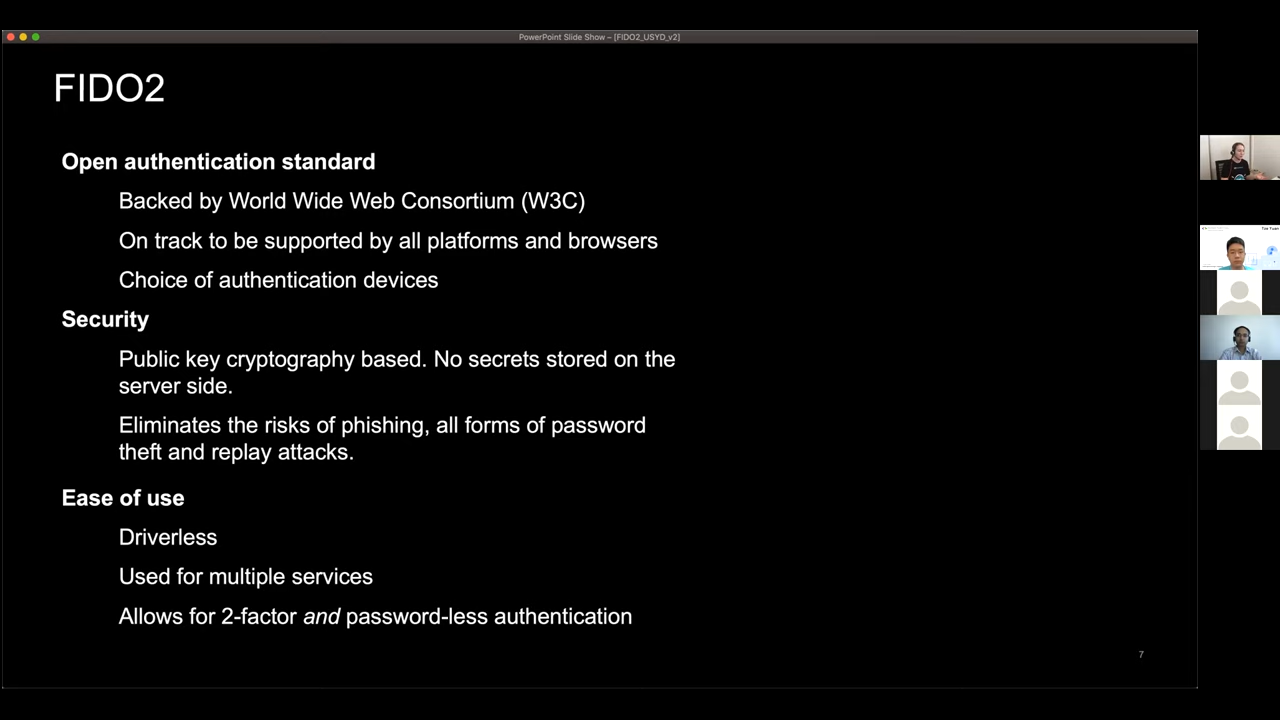 PowerPoint Slide Show – [FIDO2_USYD_v2]
FIDO2
Open authentication standard
Backed by World Wide Web Consortium (W3C)
On track to be supported by all platforms and browsers
Choice of authentication devices
Security
Public key cryptography based. No secrets stored on the
server side.
Eliminates the risks of phishing, all forms of password
theft and replay attacks.
Ease of use
Driverless
Used for multiple services
Allows for 2-factor and password-less authentication
7